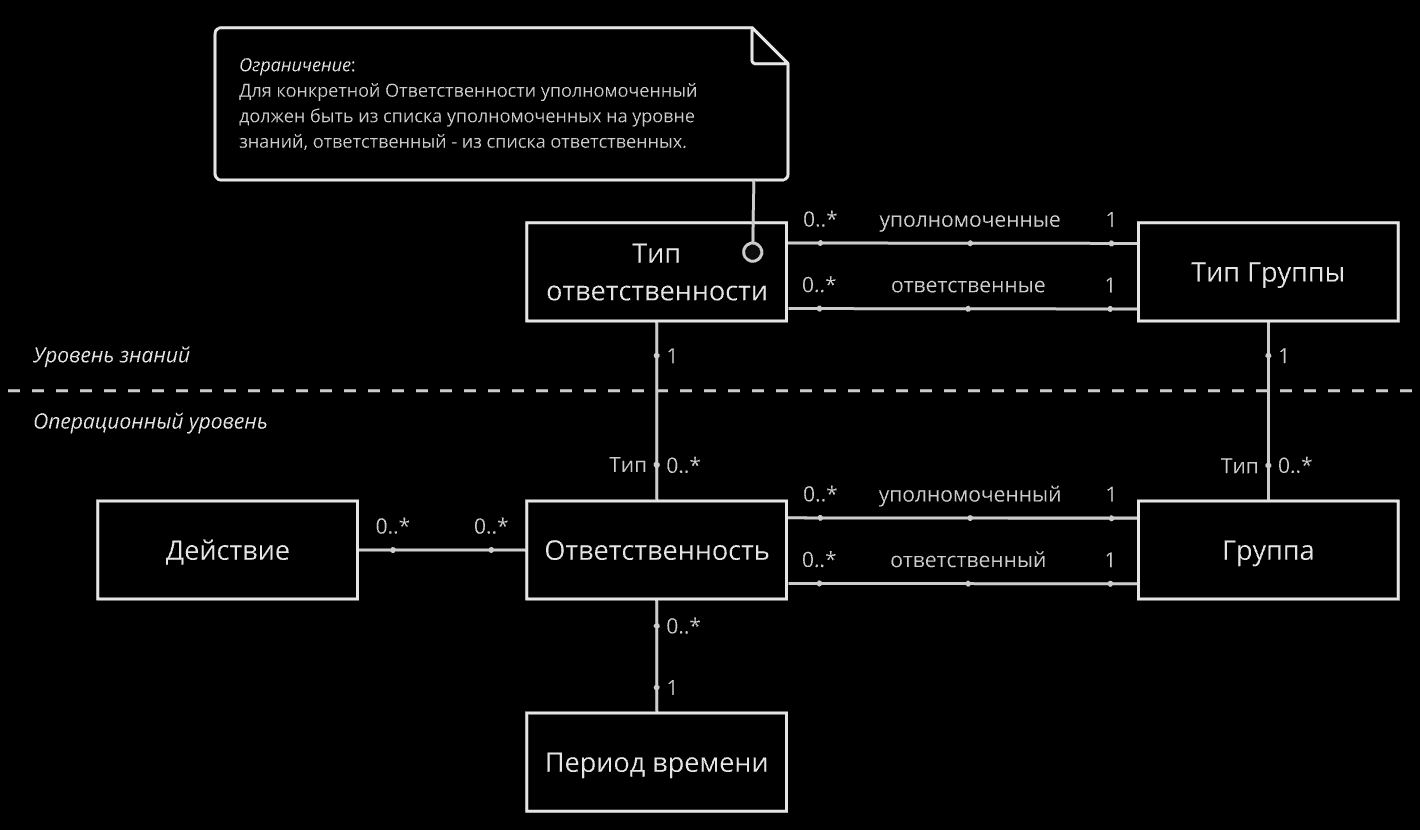 Ограничение:
Для конкретной Ответственности уполномоченный
должен быть из списка уполномоченных на уровне
знаний, ответственный - из списка ответственных.
0..* уполномоченные 1
Тип
ответственности
Тип Группы
0..* ответственные 1
Уровень знаний
1
1
Операционный уровень
Тип 0..*
Тип 0..*
0..* уполномоченный 1
0..* 0..*
Действие
Ответственность
Группа
0..* ответственный 1
0..*
1
Период времени